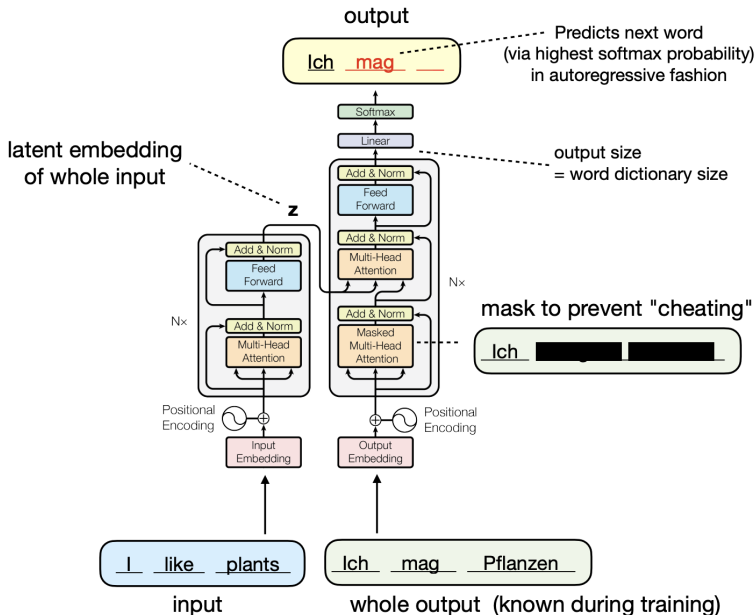 output
Ich mag
Predicts next word
(via highest softmax probability)
in autoregressive fashion
Softmax
Linear
latent embedding
of whole input
output size
= word dictionary size
z
Add & Norm
Feed
Forward
Add & Norm
Multi-Head
Attention
Nx
Add & Norm
Masked
Multi-Head
Attention
Add & Norm
Feed
Forward
Nx
Add & Norm
Multi-Head
Attention
mask to prevent "cheating"
Ich
Positional
Encoding
Positional
Encoding
Input
Embedding
Output
Embedding
I like plants
Ich mag Pflanzen
input
whole output (known during training)